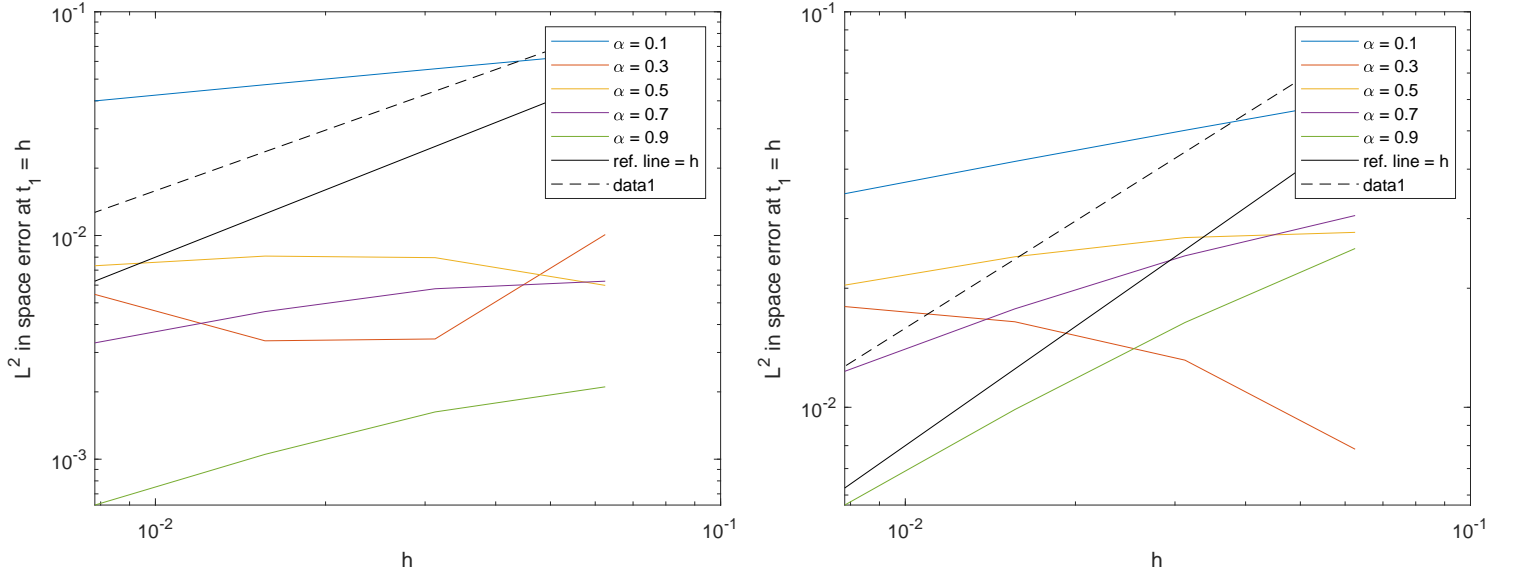 10^-1
10^-2
10^-3
L^2 in space error at t_1 = h
10^-2
10^-1
h
α = 0.1
α = 0.3
α = 0.5
α = 0.7
α = 0.9
ref. line = h
data1
10^-1
10^-2
L^2 in space error at t_1 = h
10^-2
10^-1
h
α = 0.1
α = 0.3
α = 0.5
α = 0.7
α = 0.9
ref. line = h
data1